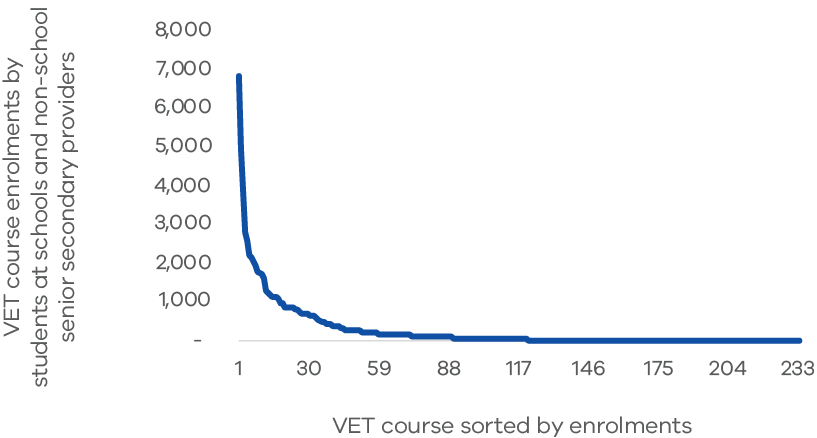 VET course enrolments by
students at schools and non-school
senior secondary providers
8,000
7,000
6,000
5,000
4,000
3,000
2,000
1,000
-
1 30 59 88 117 146 175 204 233
VET course sorted by enrolments